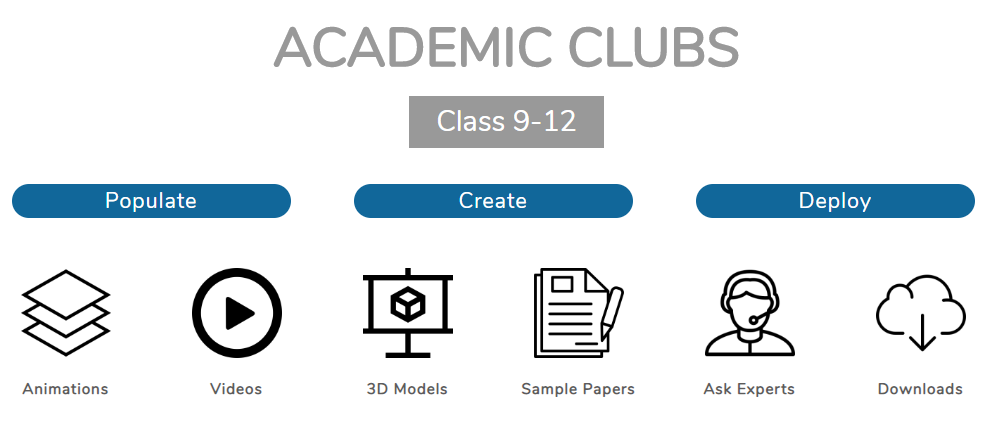 ACADEMIC CLUBS
Class 9-12
Populate
Create
Deploy
Animations
Videos
3D Models
Sample Papers
Ask Experts
Downloads